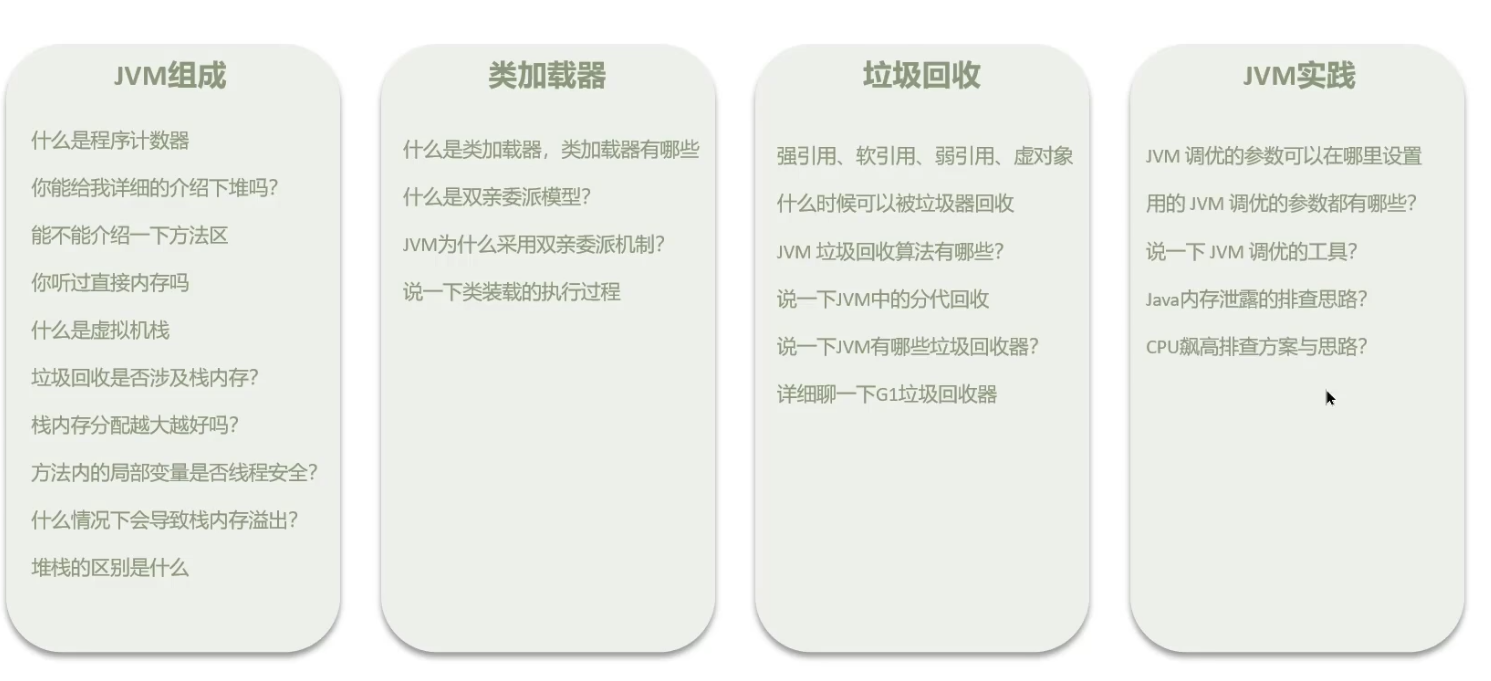 JVM组成
什么是程序计数器
你能给我详细的介绍下堆吗？
能不能介绍一下方法区
你听过直接内存吗
什么是虚拟机栈
垃圾回收是否涉及栈内存？
栈内存分配越大越好吗？
方法内的局部变量是否线程安全？
什么情况下会导致栈内存溢出？
堆栈的区别是什么
类加载器
什么是类加载器，类加载器有哪些
什么是双亲委派模型？
JVM为什么采用双亲委派机制？
说一下类装载的执行过程
垃圾回收
强引用、软引用、弱引用、虚对象
什么时候可以被垃圾器回收
JVM 垃圾回收算法有哪些？
说一下JVM中的分代回收
说一下JVM有哪些垃圾回收器？
详细聊一下G1垃圾回收器
JVM实践
JVM 调优的参数可以在哪里设置
用的 JVM 调优的参数都有哪些？
说一下 JVM 调优的工具？
Java内存泄露的排查思路？
CPU飙高排查方案与思路？